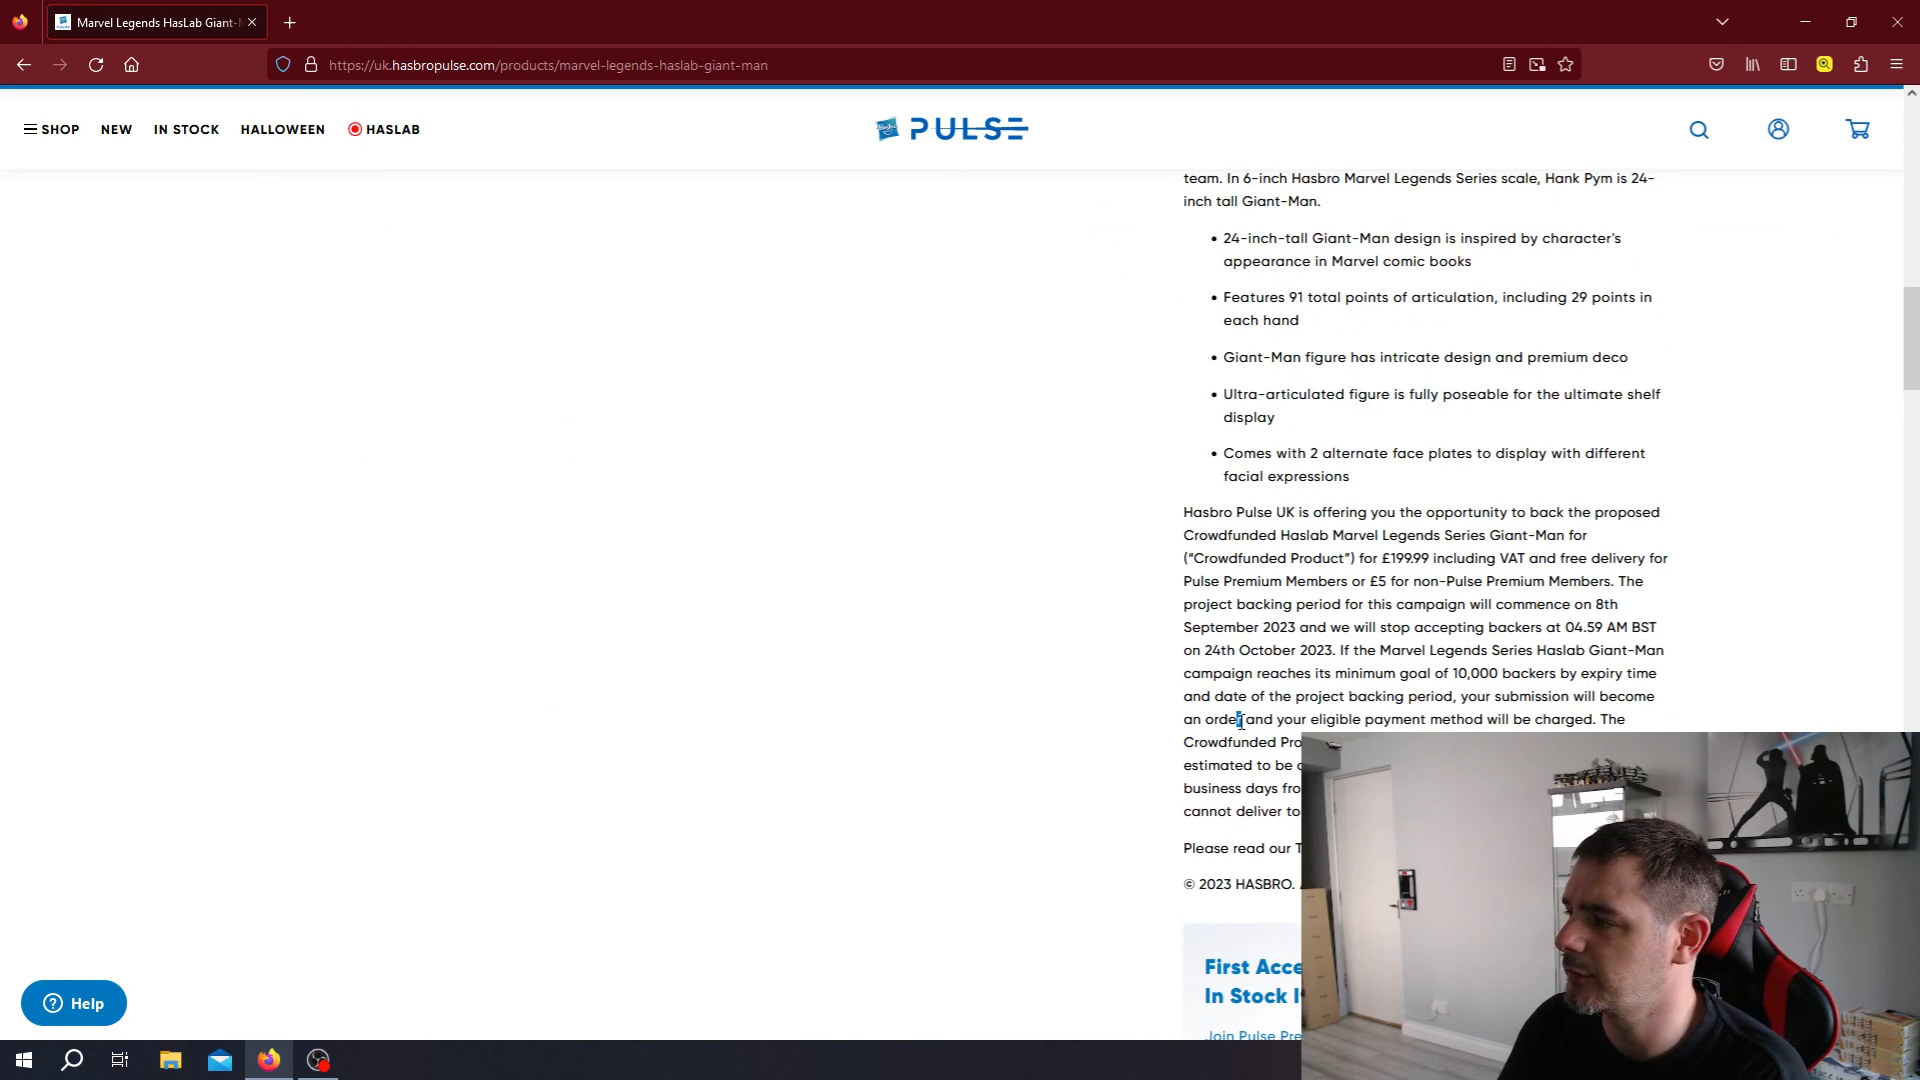 Marvel Legends HasLab Giant-
https://uk.hasbropulse.com/products/marvel-legends-haslab-giant-man
SHOP NEW IN STOCK HALLOWEEN HASLAB
Hasbro PULSE
team. In 6-inch Hasbro Marvel Legends Series scale, Hank Pym is 24-
inch tall Giant-Man.
• 24-inch-tall Giant-Man design is inspired by character's
appearance in Marvel comic books
• Features 91 total points of articulation, including 29 points in
each hand
• Giant-Man figure has intricate design and premium deco
• Ultra-articulated figure is fully poseable for the ultimate shelf
display
• Comes with 2 alternate face plates to display with different
facial expressions
Hasbro Pulse UK is offering you the opportunity to back the proposed
Crowdfunded Haslab Marvel Legends Series Giant-Man for
(“Crowdfunded Product”) for £199.99 including VAT and free delivery for
Pulse Premium Members or £5 for non-Pulse Premium Members. The
project backing period for this campaign will commence on 8th
September 2023 and we will stop accepting backers at 04.59 AM BST
on 24th October 2023. If the Marvel Legends Series Haslab Giant-Man
campaign reaches its minimum goal of 10,000 backers by expiry time
and date of the project backing period, your submission will become
an order and your eligible payment method will be charged. The
Crowdfunded Pro
estimated to be
business days fro
cannot deliver to
Please read our T
© 2023 HASBRO.
First Acce
In Stock I
Join Pulse Pre
Help